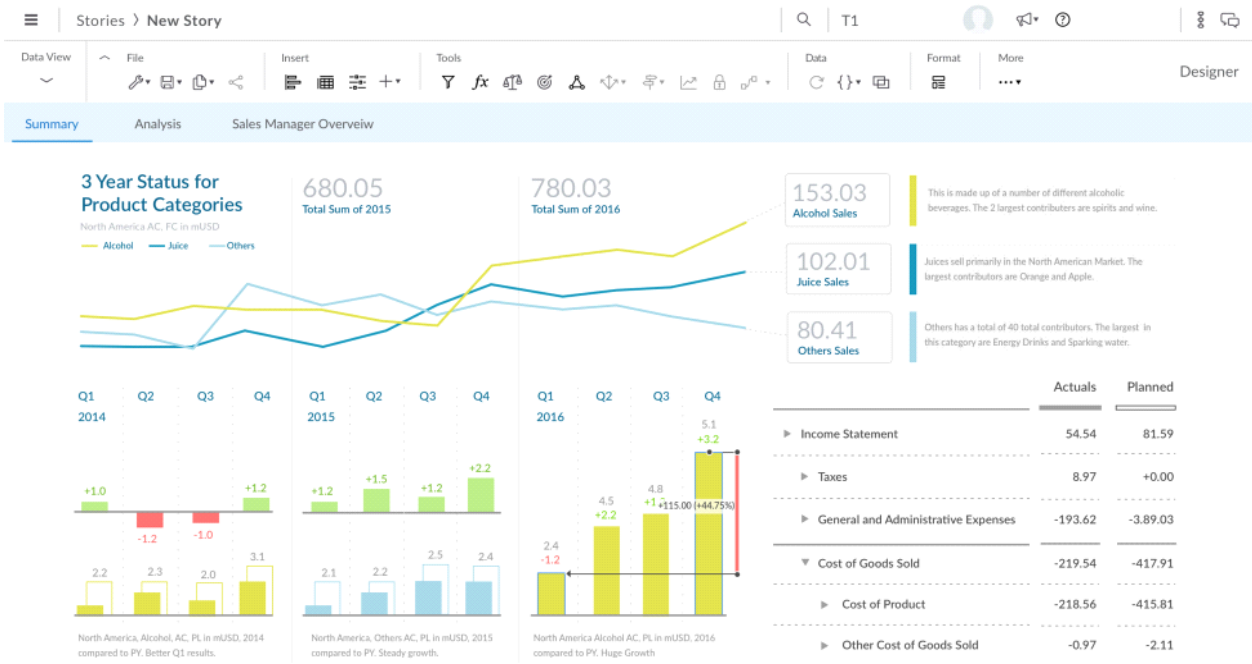 Stories > New Story
T1
Data View
File
Insert
Tools
Data
Format
More
Designer
fx
{}
Summary
Analysis
Sales Manager Overveiw
3 Year Status for
Product Categories
North America AC, FC in mUSD
Alcohol
Juice
Others
680.05
Total Sum of 2015
780.03
Total Sum of 2016
153.03
Alcohol Sales
This is made up of a number of different alcoholic
beverages. The 2 largest contributers are spirits and wine.
102.01
Juice Sales
Juices sell primarily in the North American Market. The
largest contributors are Orange and Apple.
80.41
Others Sales
Others has a total of 40 total contributors. The largest in
this category are Energy Drinks and Sparking water.
Q1 Q2 Q3 Q4
2014
+1.0
-1.2
-1.0
+1.2
2.2
2.3
2.0
3.1
North America, Alcohol, AC, PL in mUSD, 2014
compared to PY. Better Q1 results.
Q1 Q2 Q3 Q4
2015
+1.2
+1.5
+1.2
+2.2
2.1
2.2
2.5
2.4
North America, Others AC, PL in mUSD, 2015
compared to PY. Steady growth.
Q1 Q2 Q3 Q4
2016
2.4
-1.2
4.5
+2.2
4.8
5.1
+3.2
+115.00 (+44.75%)
North America Alcohol AC, PL in mUSD, 2016
compared to PY. Huge Growth
Actuals Planned
Income Statement 54.54 81.59
Taxes 8.97 +0.00
General and Administrative Expenses -193.62 -3.89.03
Cost of Goods Sold -219.54 -417.91
Cost of Product -218.56 -415.81
Other Cost of Goods Sold -0.97 -2.11